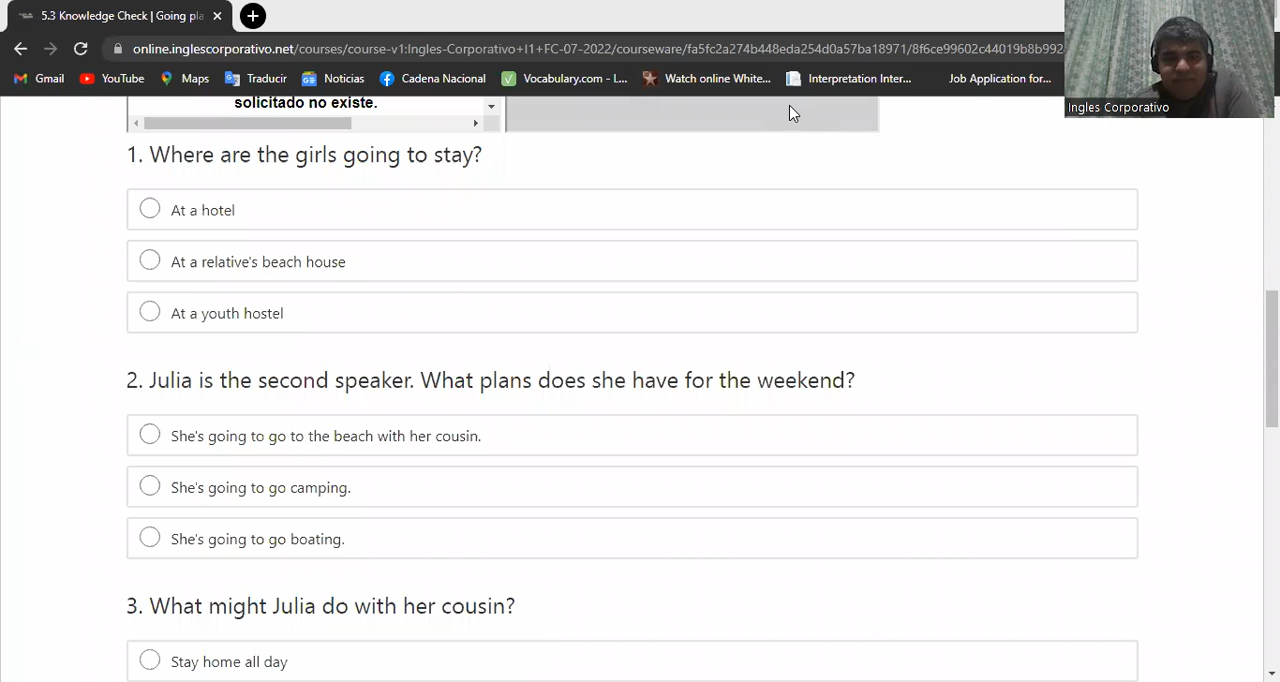 5.3 Knowledge Check | Going pla
online.inglescorporativo.net/courses/course-v1:Ingles-Corporativo+I1+FC-07-2022/courseware/fa5fc2a274b448eda254d0a57ba18971/8f6ce99602c44019b8b992
Gmail YouTube Maps Traducir Noticias Cadena Nacional Vocabulary.com - L... Watch online White... Interpretation Inter... Job Application for...
Ingles Corporativo
solicitado no existe.
1. Where are the girls going to stay?
At a hotel
At a relative's beach house
At a youth hostel
2. Julia is the second speaker. What plans does she have for the weekend?
She's going to go to the beach with her cousin.
She's going to go camping.
She's going to go boating.
3. What might Julia do with her cousin?
Stay home all day